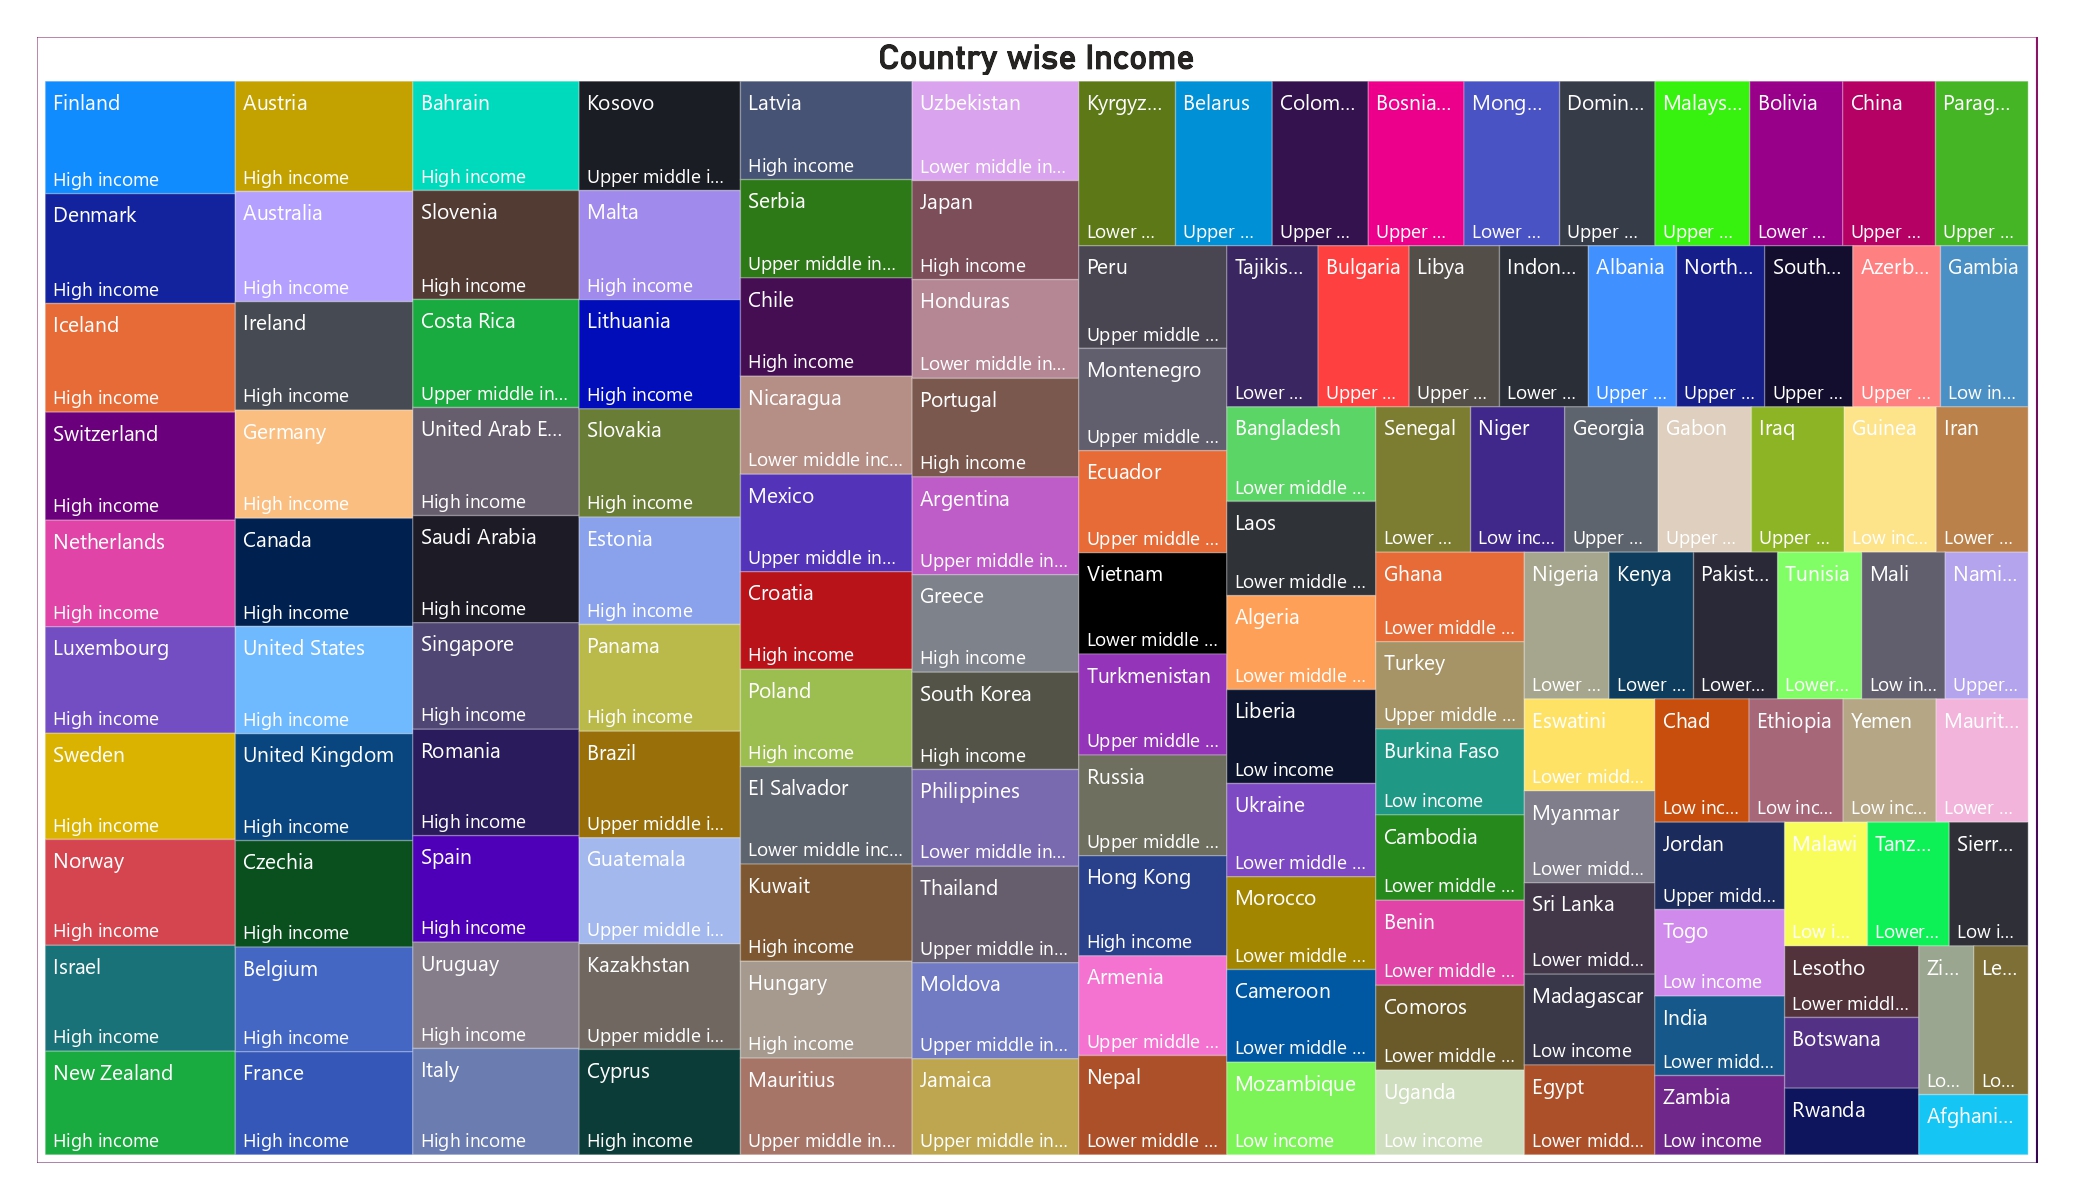 Country wise Income
Finland
High income
Denmark
High income
Iceland
High income
Switzerland
High income
Netherlands
High income
Luxembourg
High income
Sweden
High income
Norway
High income
Israel
High income
New Zealand
High income
Austria
High income
Australia
High income
Ireland
High income
Germany
High income
Canada
High income
United States
High income
United Kingdom
High income
Czechia
High income
Belgium
High income
France
High income
Bahrain
High income
Slovenia
High income
Costa Rica
Upper middle in...
United Arab E...
High income
Saudi Arabia
High income
Singapore
High income
Romania
High income
Spain
High income
Uruguay
High income
Italy
High income
Kosovo
Upper middle i...
Malta
High income
Lithuania
High income
Slovakia
High income
Estonia
High income
Panama
High income
Brazil
Upper middle i...
Guatemala
Upper middle i...
Kazakhstan
Upper middle i...
Cyprus
High income
Latvia
High income
Serbia
Upper middle in...
Chile
High income
Nicaragua
Lower middle inc...
Mexico
Upper middle in...
Croatia
High income
Poland
High income
El Salvador
Lower middle inc...
Kuwait
High income
Hungary
High income
Mauritius
Upper middle in...
Uzbekistan
Lower middle in...
Japan
High income
Honduras
Lower middle in...
Portugal
High income
Argentina
Upper middle in...
Greece
High income
South Korea
High income
Philippines
Lower middle in...
Thailand
Upper middle in...
Moldova
Upper middle in...
Jamaica
Upper middle in...
Kyrgyz...
Lower ...
Belarus
Upper ...
Colom...
Upper ...
Bosnia...
Upper ...
Mong...
Lower ...
Domin...
Upper ...
Malays...
Upper ...
Bolivia
Lower ...
China
Upper ...
Parag...
Upper ...
Peru
Upper middle ...
Montenegro
Upper middle ...
Ecuador
Upper middle ...
Vietnam
Lower middle ...
Turkmenistan
Upper middle ...
Russia
Upper middle ...
Hong Kong
High income
Armenia
Upper middle ...
Nepal
Lower middle ...
Tajikis...
Lower ...
Bulgaria
Upper ...
Libya
Upper ...
Indon...
Lower ...
Albania
Upper ...
North...
Upper ...
South...
Upper ...
Azerb...
Upper ...
Gambia
Low in...
Bangladesh
Lower middle ...
Laos
Lower middle ...
Algeria
Lower middle ...
Liberia
Low income
Ukraine
Lower middle ...
Morocco
Lower middle ...
Cameroon
Lower middle ...
Mozambique
Low income
Senegal
Lower ...
Niger
Low inc...
Georgia
Upper ...
Gabon
Upper ...
Iraq
Upper ...
Guinea
Low inc...
Iran
Lower ...
Ghana
Lower middle ...
Turkey
Upper middle ...
Burkina Faso
Low income
Cambodia
Lower middle ...
Benin
Lower middle ...
Comoros
Lower middle ...
Uganda
Low income
Nigeria
Lower ...
Kenya
Lower ...
Pakist...
Lower...
Tunisia
Lower...
Mali
Low in...
Nami...
Upper...
Eswatini
Lower midd...
Myanmar
Lower midd...
Sri Lanka
Lower midd...
Madagascar
Low income
Egypt
Lower midd...
Chad
Low inc...
Ethiopia
Low inc...
Yemen
Low inc...
Maurit...
Lower ...
Jordan
Upper midd...
Togo
Low income
India
Lower midd...
Zambia
Low income
Malawi
Low i...
Tanz...
Lower...
Sierr...
Low i...
Lesotho
Lower middl...
Botswana
Rwanda
Zi...
Lo...
Le...
Lo...
Afghani...